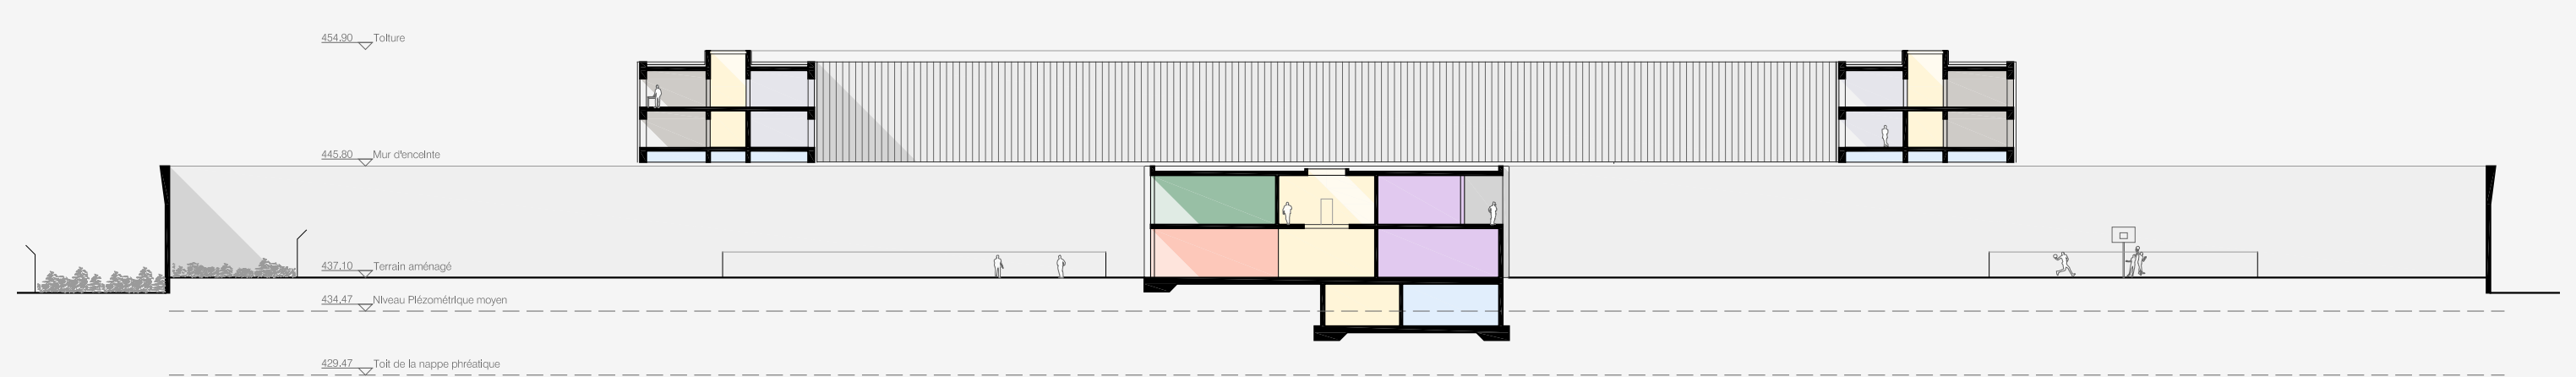 454,90 Toiture
445,80 Mur d'enceinte
437,10 Terrain aménagé
434,47 Niveau Piézométrique moyen
429,47 Toit de la nappe phréatique